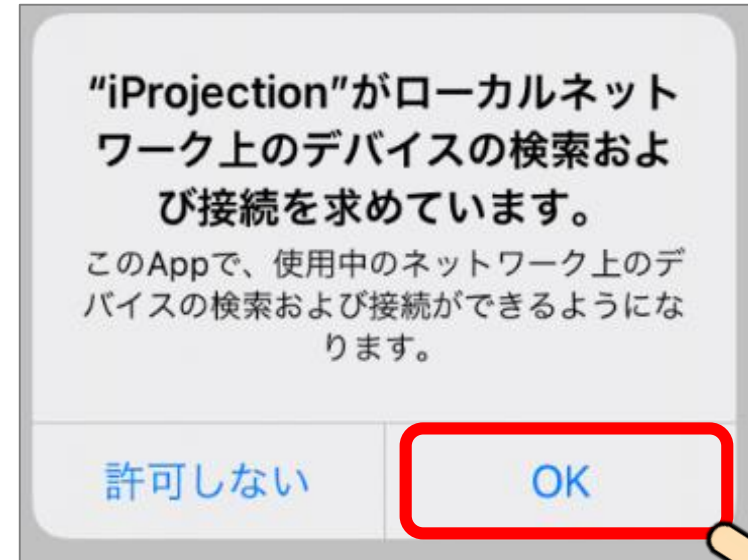 “iProjection”がローカルネット
ワーク上のデバイスの検索およ
び接続を求めています。
このAppで、使用中のネットワーク上のデ
バイスの検索および接続ができるようにな
ります。
許可しない
OK